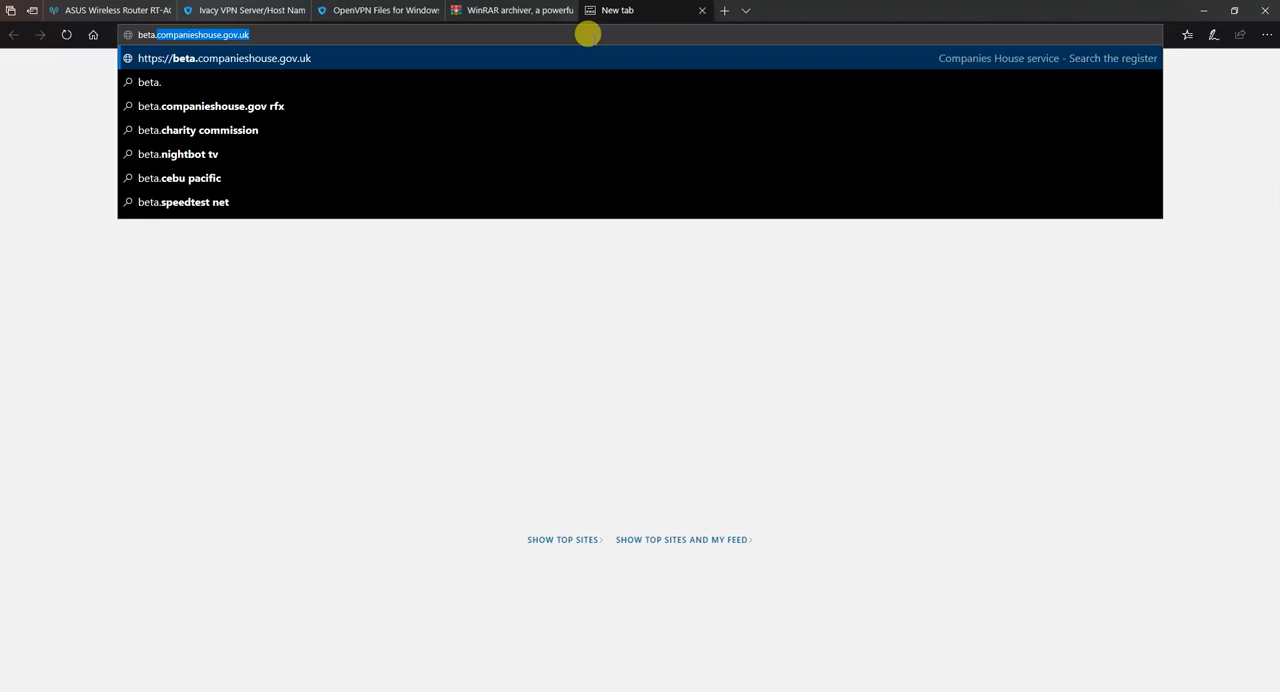 ASUS Wireless Router RT-AC
Ivacy VPN Server/Host Nam
OpenVPN Files for Windows
WinRAR archiver, a powerfu
New tab
beta.companieshouse.gov.uk
https://beta.companieshouse.gov.uk Companies House service - Search the register
beta.
beta.companieshouse.gov rfx
beta.charity commission
beta.nightbot tv
beta.cebu pacific
beta.speedtest net
SHOW TOP SITES SHOW TOP SITES AND MY FEED